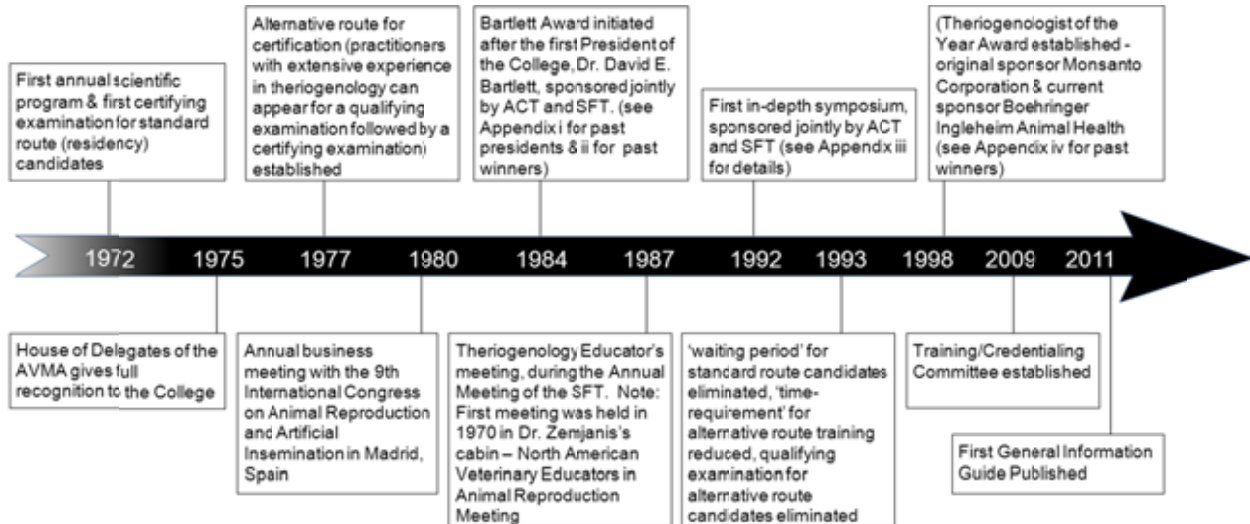 First annual scientific
program & first certifying
examination for standard
route (residency)
candidates
Alternative route for
certification (practitioners
with extensive experience
in theriogenology can
appear for a qualifying
examination followed by a
certifying examination)
established
Bartlett Award initiated
after the first President of
the College, Dr. David E.
Bartlett, sponsored jointly
by ACT and SFT. (see
Appendix i for past
presidents & ii for past
winners)
First in-depth symposium,
sponsored jointly by ACT
and SFT (see Appendix iii
for details)
(Theriogenologist of the
Year Award established -
original sponsor Monsanto
Corporation & current
sponsor Boehringer
Ingleheim Animal Health
(see Appendix iv for past
winners)
1972 1975 1977 1980 1984 1987 1992 1993 1998 2009 2011
House of Delegates of the
AVMA gives full
recognition to the College
Annual business
meeting with the 9th
International Congress
on Animal Reproduction
and Artificial
Insemination in Madrid,
Spain
Theriogenology Educator's
meeting, during the Annual
Meeting of the SFT. Note:
First meeting was held in
1970 in Dr. Zemjanis's
cabin – North American
Veterinary Educators in
Animal Reproduction
Meeting
'waiting period' for
standard route candidates
eliminated, 'time-
requirement' for
alternative route training
reduced, qualifying
examination for
alternative route
candidates eliminated
Training/Credentialing
Committee established
First General Information
Guide Published